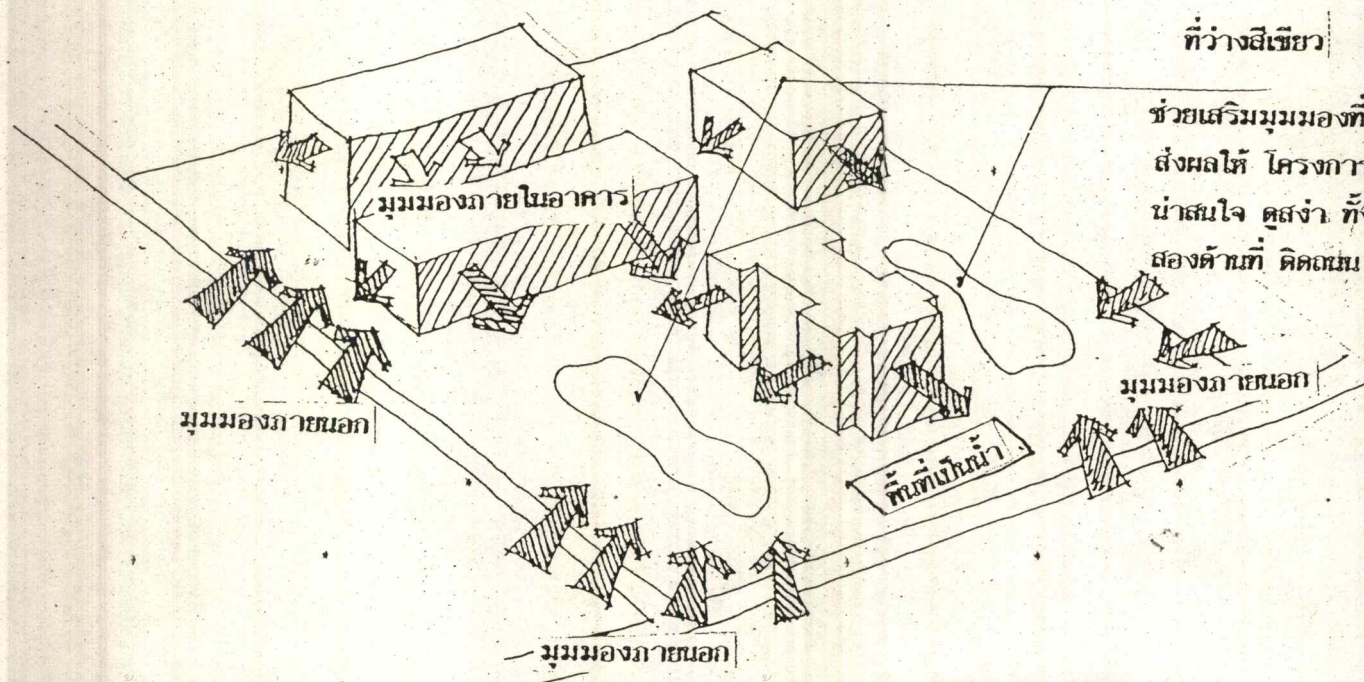 ที่ว่างสีเขียว
ช่วยเสริมมุมมองที่
ส่งผลให้ โครงการ
น่าสนใจ ดูสง่า ทั้ง
สองด้านที่ ติดถนน
มุมมองภายในอาคาร
มุมมองภายนอก
มุมมองภายนอก
พื้นที่เป็นน้ำ
มุมมองภายนอก